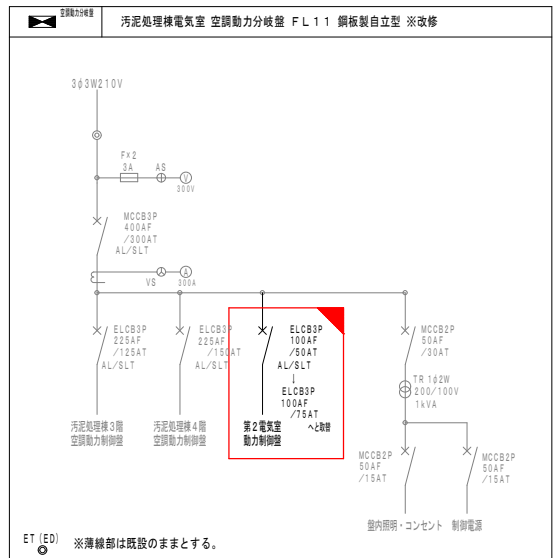 空調動力分岐盤
汚泥処理棟電気室 空調動力分岐盤 FL11 鋼板製自立型 ※改修
3φ3W210V
F×2
3A
AS
V
300V
MCCB3P
400AF
/300AT
AL/SLT
VS
A
300A
ELCB3P
225AF
/125AT
AL/SLT
汚泥処理棟3階
空調動力制御盤
ELCB3P
225AF
/150AT
AL/SLT
汚泥処理棟4階
空調動力制御盤
ELCB3P
100AF
/50AT
AL/SLT
↓
ELCB3P
100AF
/75AT
へと取替
第2電気室
動力制御盤
MCCB2P
50AF
/30AT
TR 1φ2W
200/100V
1kVA
MCCB2P
50AF
/15AT
MCCB2P
50AF
/15AT
盤内照明・コンセント
制御電源
ET(ED)
※薄線部は既設のままとする。